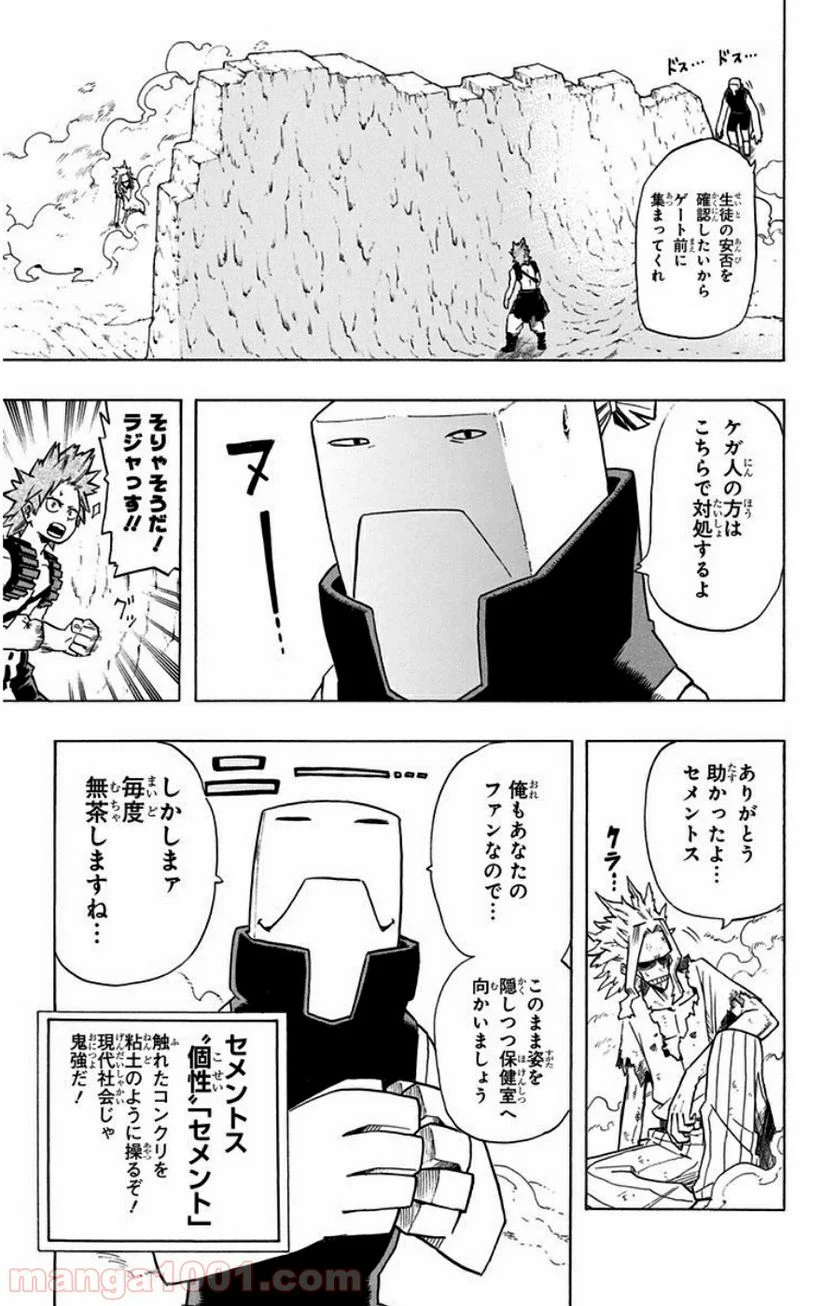 ドス…
ドス…
生徒の安否を
確認したいから
ゲート前に
集まってくれ
ケガ人の方は
こちらで対処するよ
ヌー…
そりゃそうだ！
ラジャっす!!
ありがとう
助かったよ…
セメントス
クラ…
俺もあなたの
ファンなので…
このまま姿を
隠しつつ保健室へ
向かいましょう
しかしまァ
毎度
無茶しますね…
セメントス
“個性”「セメント」
触れたコンクリを
粘土のように操るぞ！
現代社会じゃ
鬼強だ！
manga1001.com